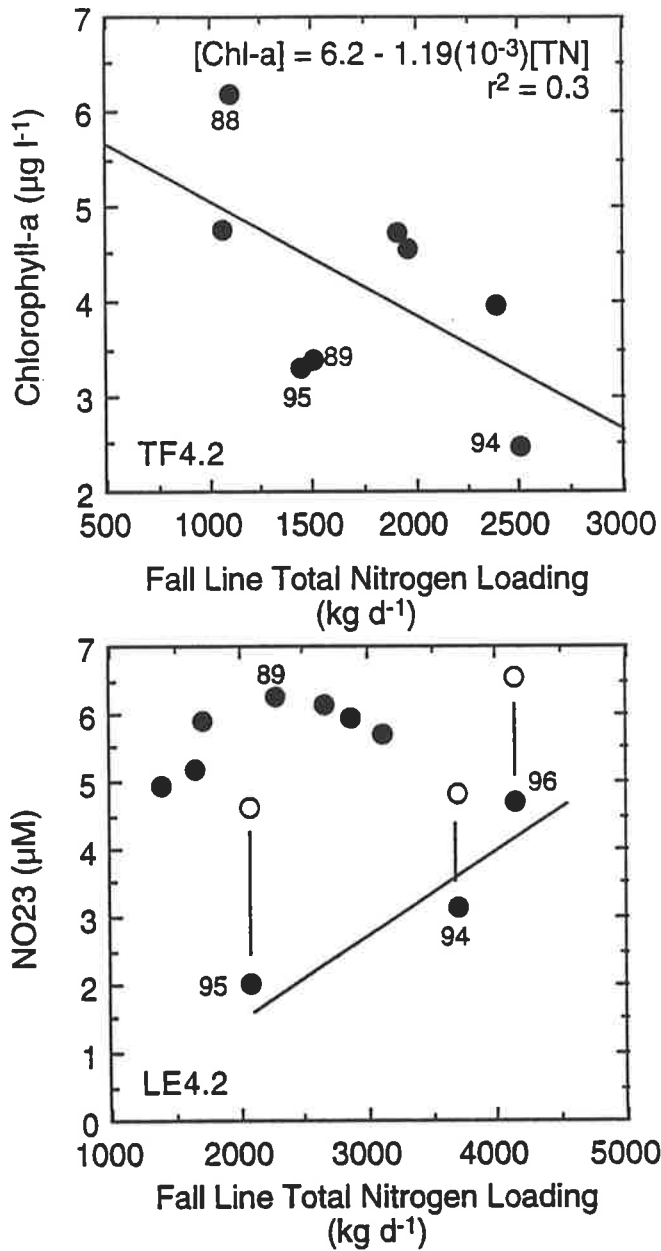 7
[Chl-a] = 6.2 - 1.19(10⁻³)[TN]
r² = 0.3
6
88
5
4
89
3
95
94
TF4.2
2
Chlorophyll-a (µg l⁻¹)
500 1000 1500 2000 2500 3000
Fall Line Total Nitrogen Loading
(kg d⁻¹)
7
89
6
5
96
4
3
94
2
95
1
LE4.2
0
NO23 (µM)
1000 2000 3000 4000 5000
Fall Line Total Nitrogen Loading
(kg d⁻¹)